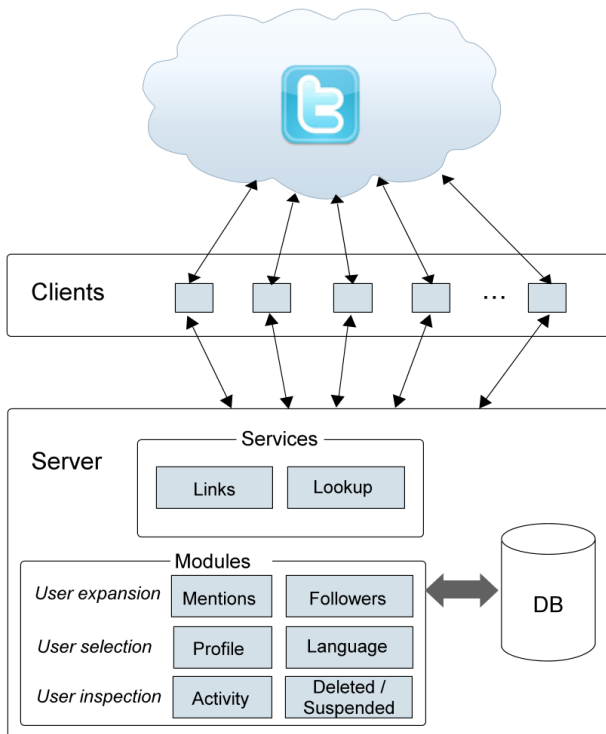 t
Clients
...
Services
Server
Links Lookup
Modules
User expansion Mentions Followers
DB
User selection Profile Language
User inspection Activity Deleted /
Suspended